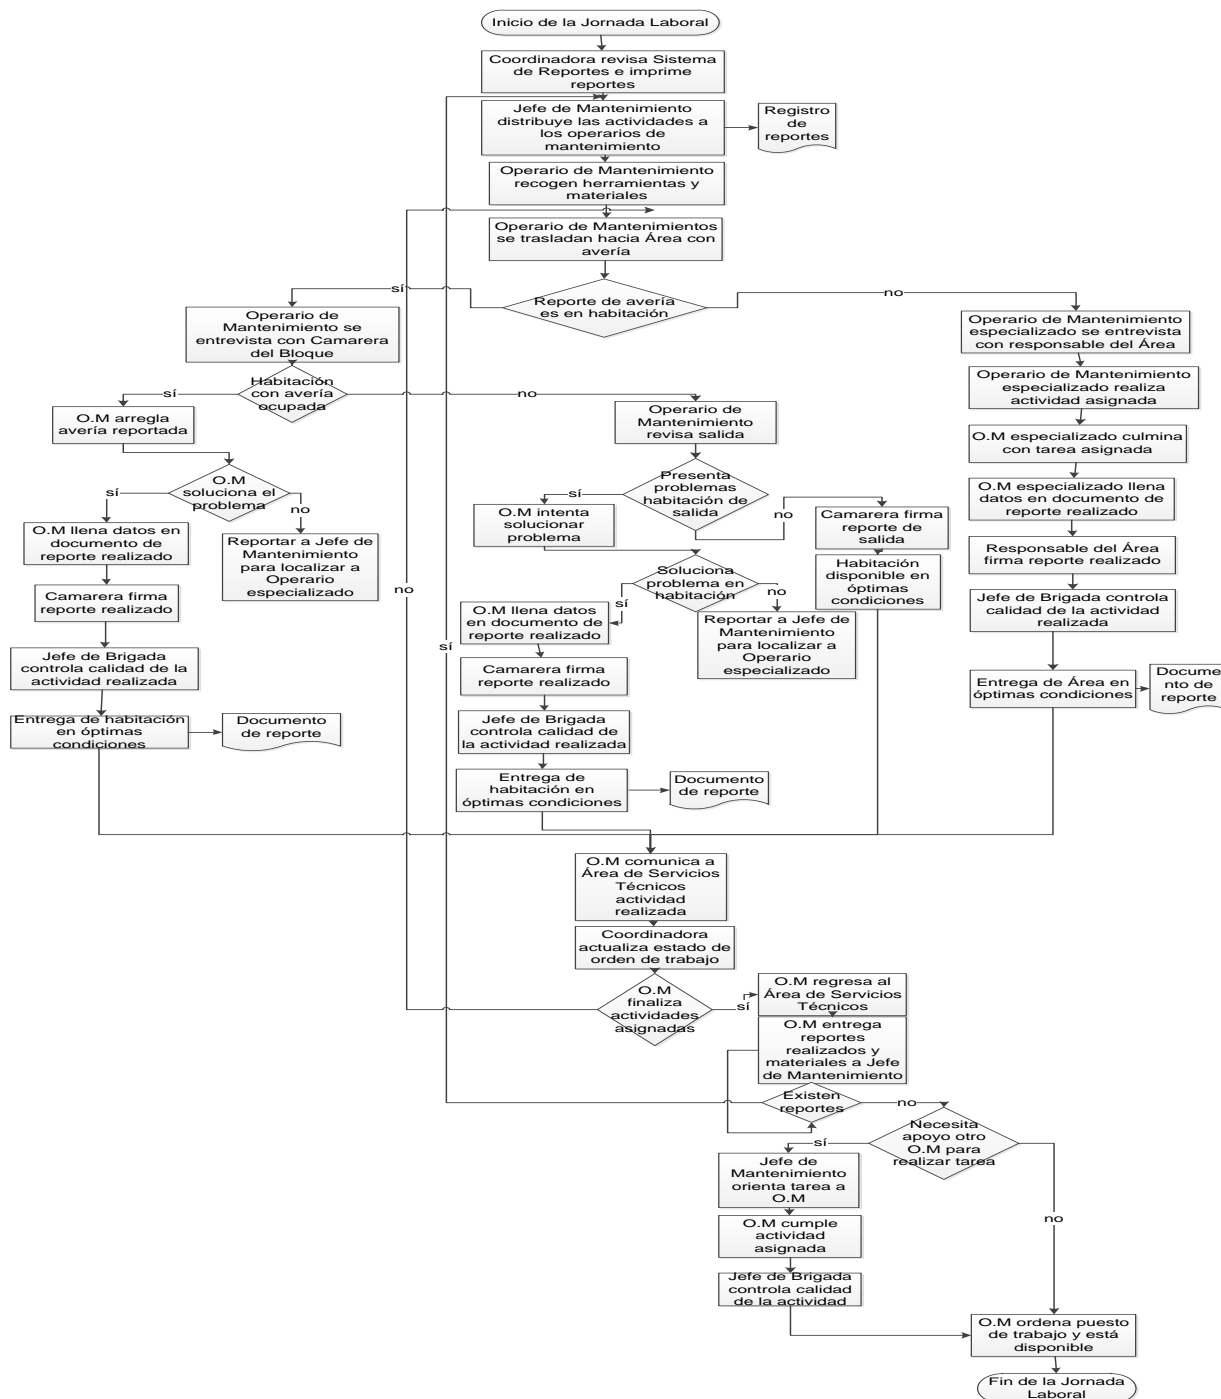 Inicio de la Jornada Laboral
Coordinadora revisa Sistema
de Reportes e imprime
reportes
Jefe de Mantenimiento
distribuye las actividades a
los operarios de
mantenimiento
Registro
de
reportes
Operario de Mantenimiento
recogen herramientas y
materiales
Operario de Mantenimientos
se trasladan hacia Área con
avería
Reporte de avería
es en habitación
sí
no
Operario de
Mantenimiento se
entrevista con Camarera
del Bloque
Habitación
con avería
ocupada
sí
no
O.M arregla
avería reportada
O.M
soluciona el
problema
sí
no
O.M llena datos en
documento de
reporte realizado
Reportar a Jefe de
Mantenimiento
para localizar a
Operario
especializado
Camarera firma
reporte realizado
Jefe de Brigada
controla calidad de la
actividad realizada
Entrega de habitación
en óptimas
condiciones
Documento
de reporte
Operario de
Mantenimiento
revisa salida
Presenta
problemas
habitación de
salida
sí
no
O.M intenta
solucionar
problema
Camarera firma
reporte de
salida
Habitación
disponible en
óptimas
condiciones
Soluciona
problema en
habitación
sí
no
O.M llena datos
en documento de
reporte realizado
Reportar a Jefe de
Mantenimiento
para localizar a
Operario
especializado
Camarera firma
reporte realizado
Jefe de Brigada
controla calidad de
la actividad realizada
Entrega de
habitación en
óptimas condiciones
Documento
de reporte
Operario de Mantenimiento
especializado se entrevista
con responsable del Área
Operario de Mantenimiento
especializado realiza
actividad asignada
O.M especializado culmina
con tarea asignada
O.M especializado llena
datos en documento de
reporte realizado
Responsable del Área
firma reporte realizado
Jefe de Brigada controla
calidad de la actividad
realizada
Entrega de Área en
óptimas condiciones
Docume
nto de
reporte
O.M comunica a
Área de Servicios
Técnicos
actividad
realizada
Coordinadora
actualiza estado de
orden de trabajo
O.M
finaliza
actividades
asignadas
no
sí
O.M regresa al
Área de Servicios
Técnicos
O.M entrega
reportes
realizados y
materiales a Jefe
de Mantenimiento
Existen
reportes
sí
no
Necesita
apoyo otro
O.M para
realizar tarea
sí
no
Jefe de
Mantenimiento
orienta tarea a
O.M
O.M cumple
actividad
asignada
Jefe de Brigada
controla calidad
de la actividad
O.M ordena puesto
de trabajo y está
disponible
Fin de la Jornada
Laboral